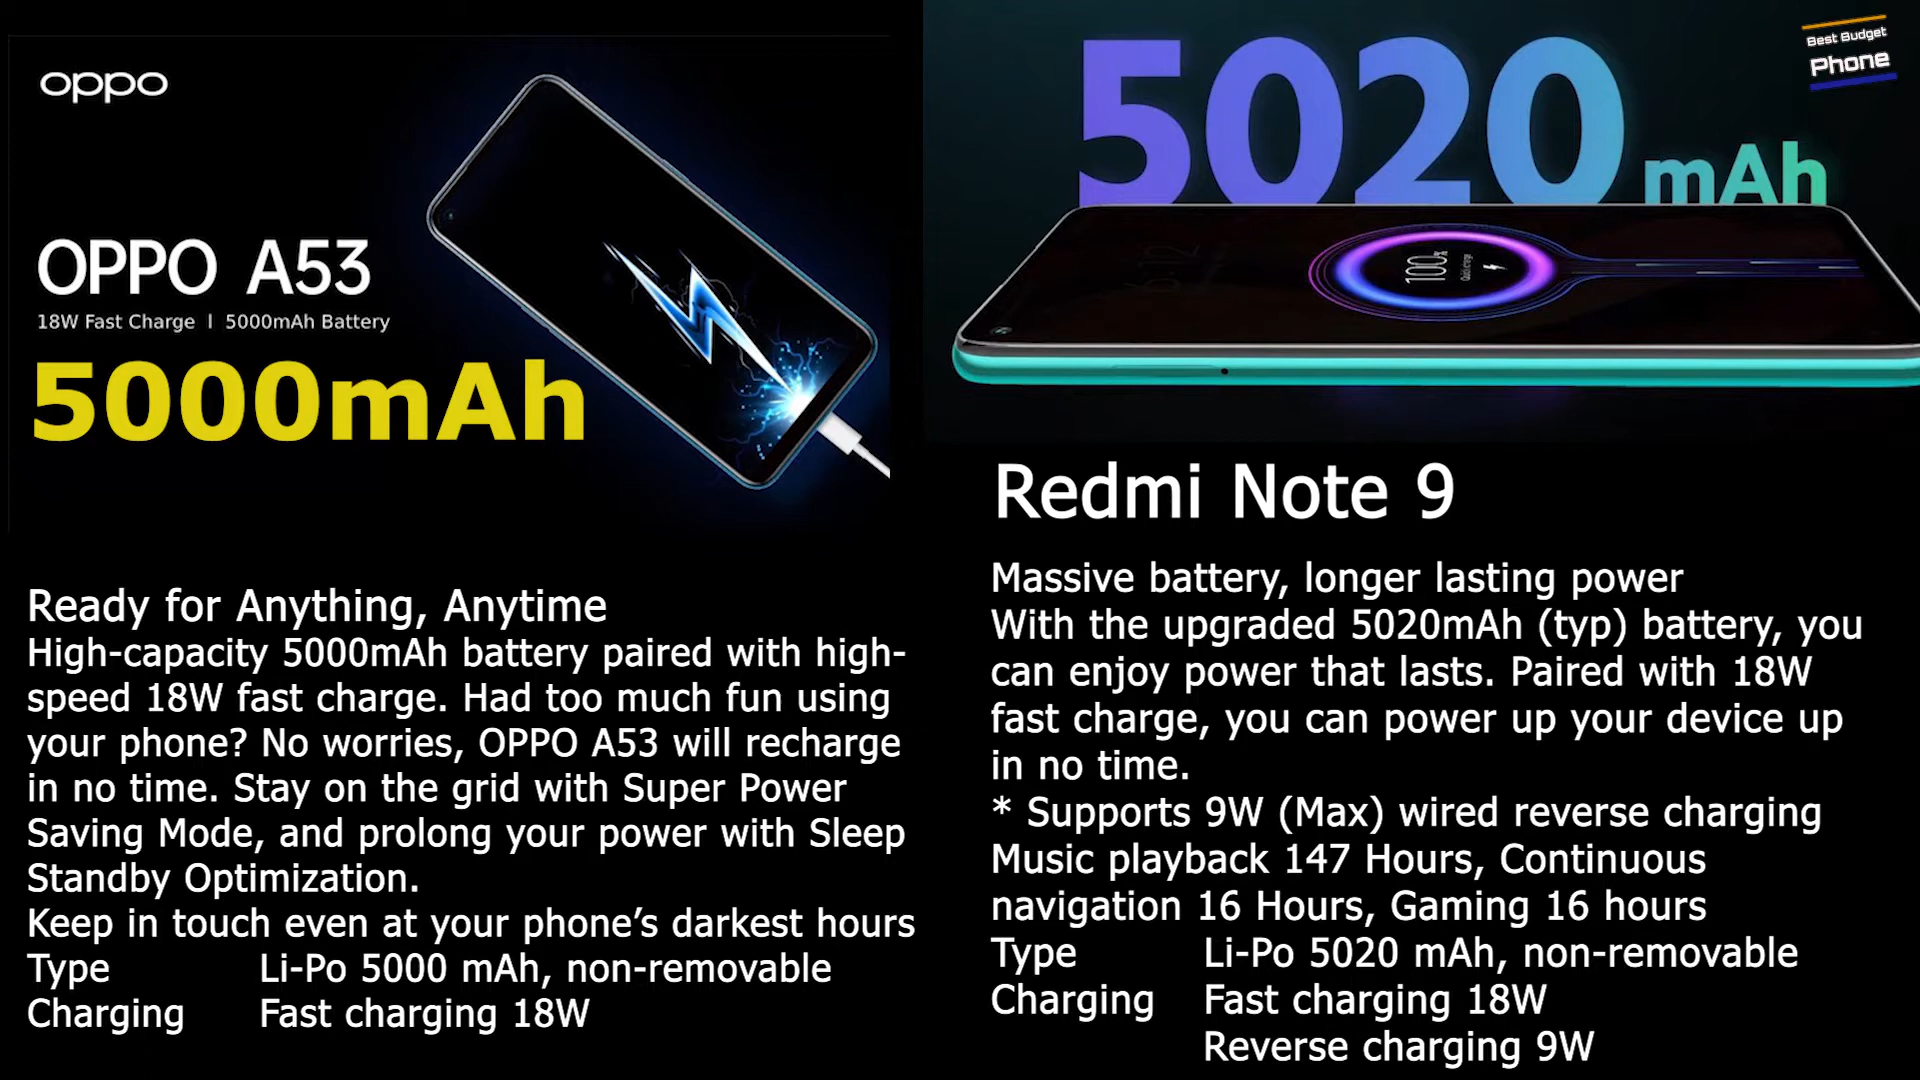 oppo
OPPO A53
18W Fast Charge I 5000mAh Battery
5000mAh
Ready for Anything, Anytime
High-capacity 5000mAh battery paired with high-
speed 18W fast charge. Had too much fun using
your phone? No worries, OPPO A53 will recharge
in no time. Stay on the grid with Super Power
Saving Mode, and prolong your power with Sleep
Standby Optimization.
Keep in touch even at your phone’s darkest hours
Type Li-Po 5000 mAh, non-removable
Charging Fast charging 18W
Best Budget
Phone
5020 mAh
100%
Redmi Note 9
Massive battery, longer lasting power
With the upgraded 5020mAh (typ) battery, you
can enjoy power that lasts. Paired with 18W
fast charge, you can power up your device up
in no time.
* Supports 9W (Max) wired reverse charging
Music playback 147 Hours, Continuous
navigation 16 Hours, Gaming 16 hours
Type Li-Po 5020 mAh, non-removable
Charging Fast charging 18W
Reverse charging 9W